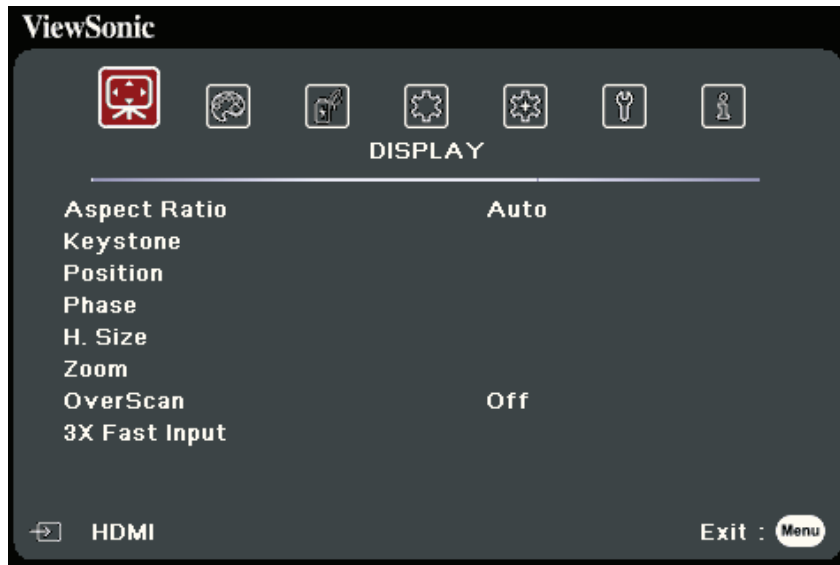 ViewSonic
DISPLAY
Aspect Ratio Auto
Keystone
Position
Phase
H. Size
Zoom
OverScan Off
3X Fast Input
HDMI Exit : Menu